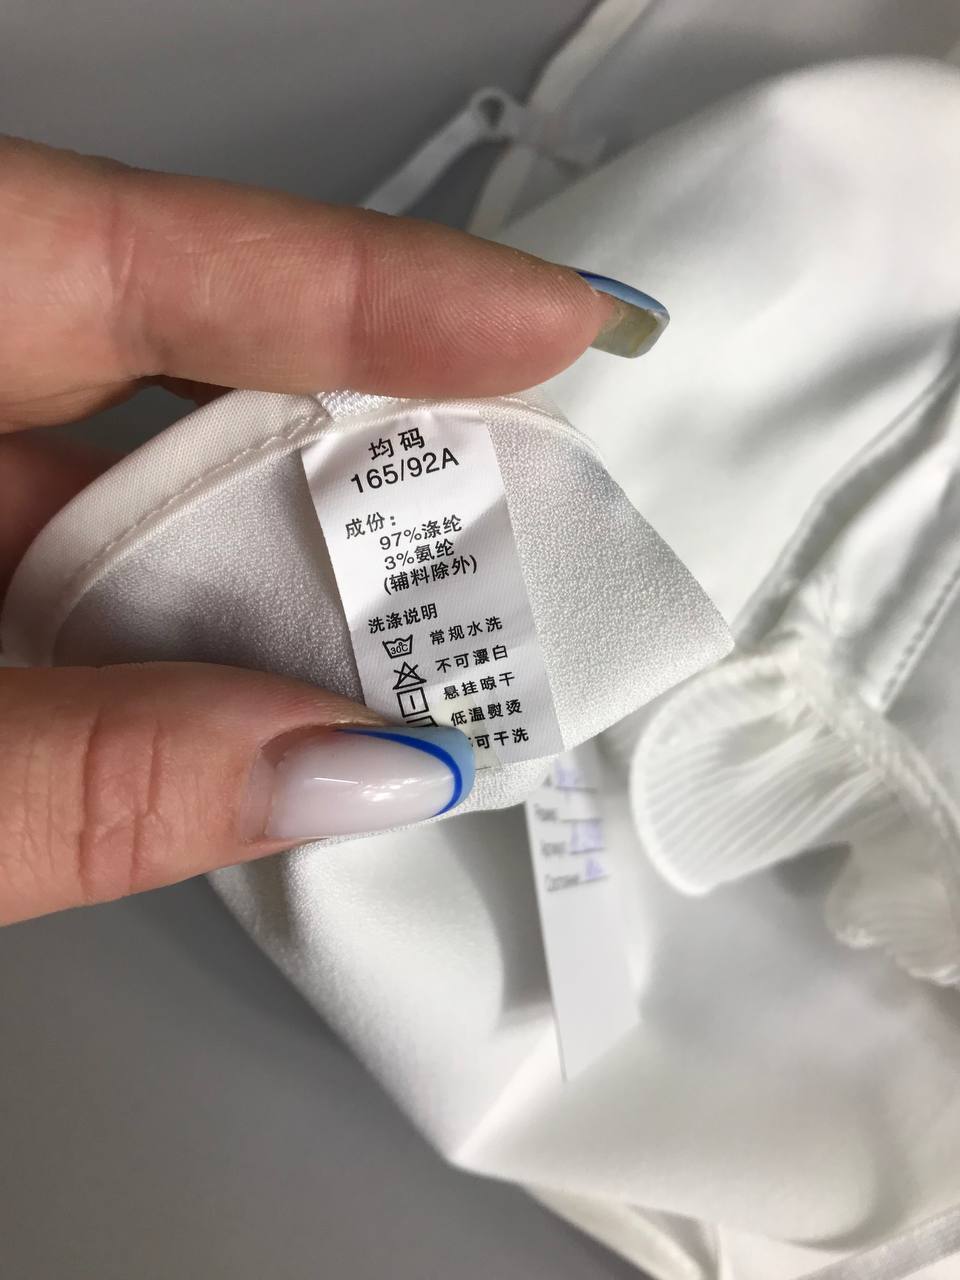 均码
165/92A
成份：
97%涤纶
3%氨纶
(辅料除外)
洗涤说明
30℃ 常规水洗
不可漂白
悬挂晾干
低温熨烫
可干洗